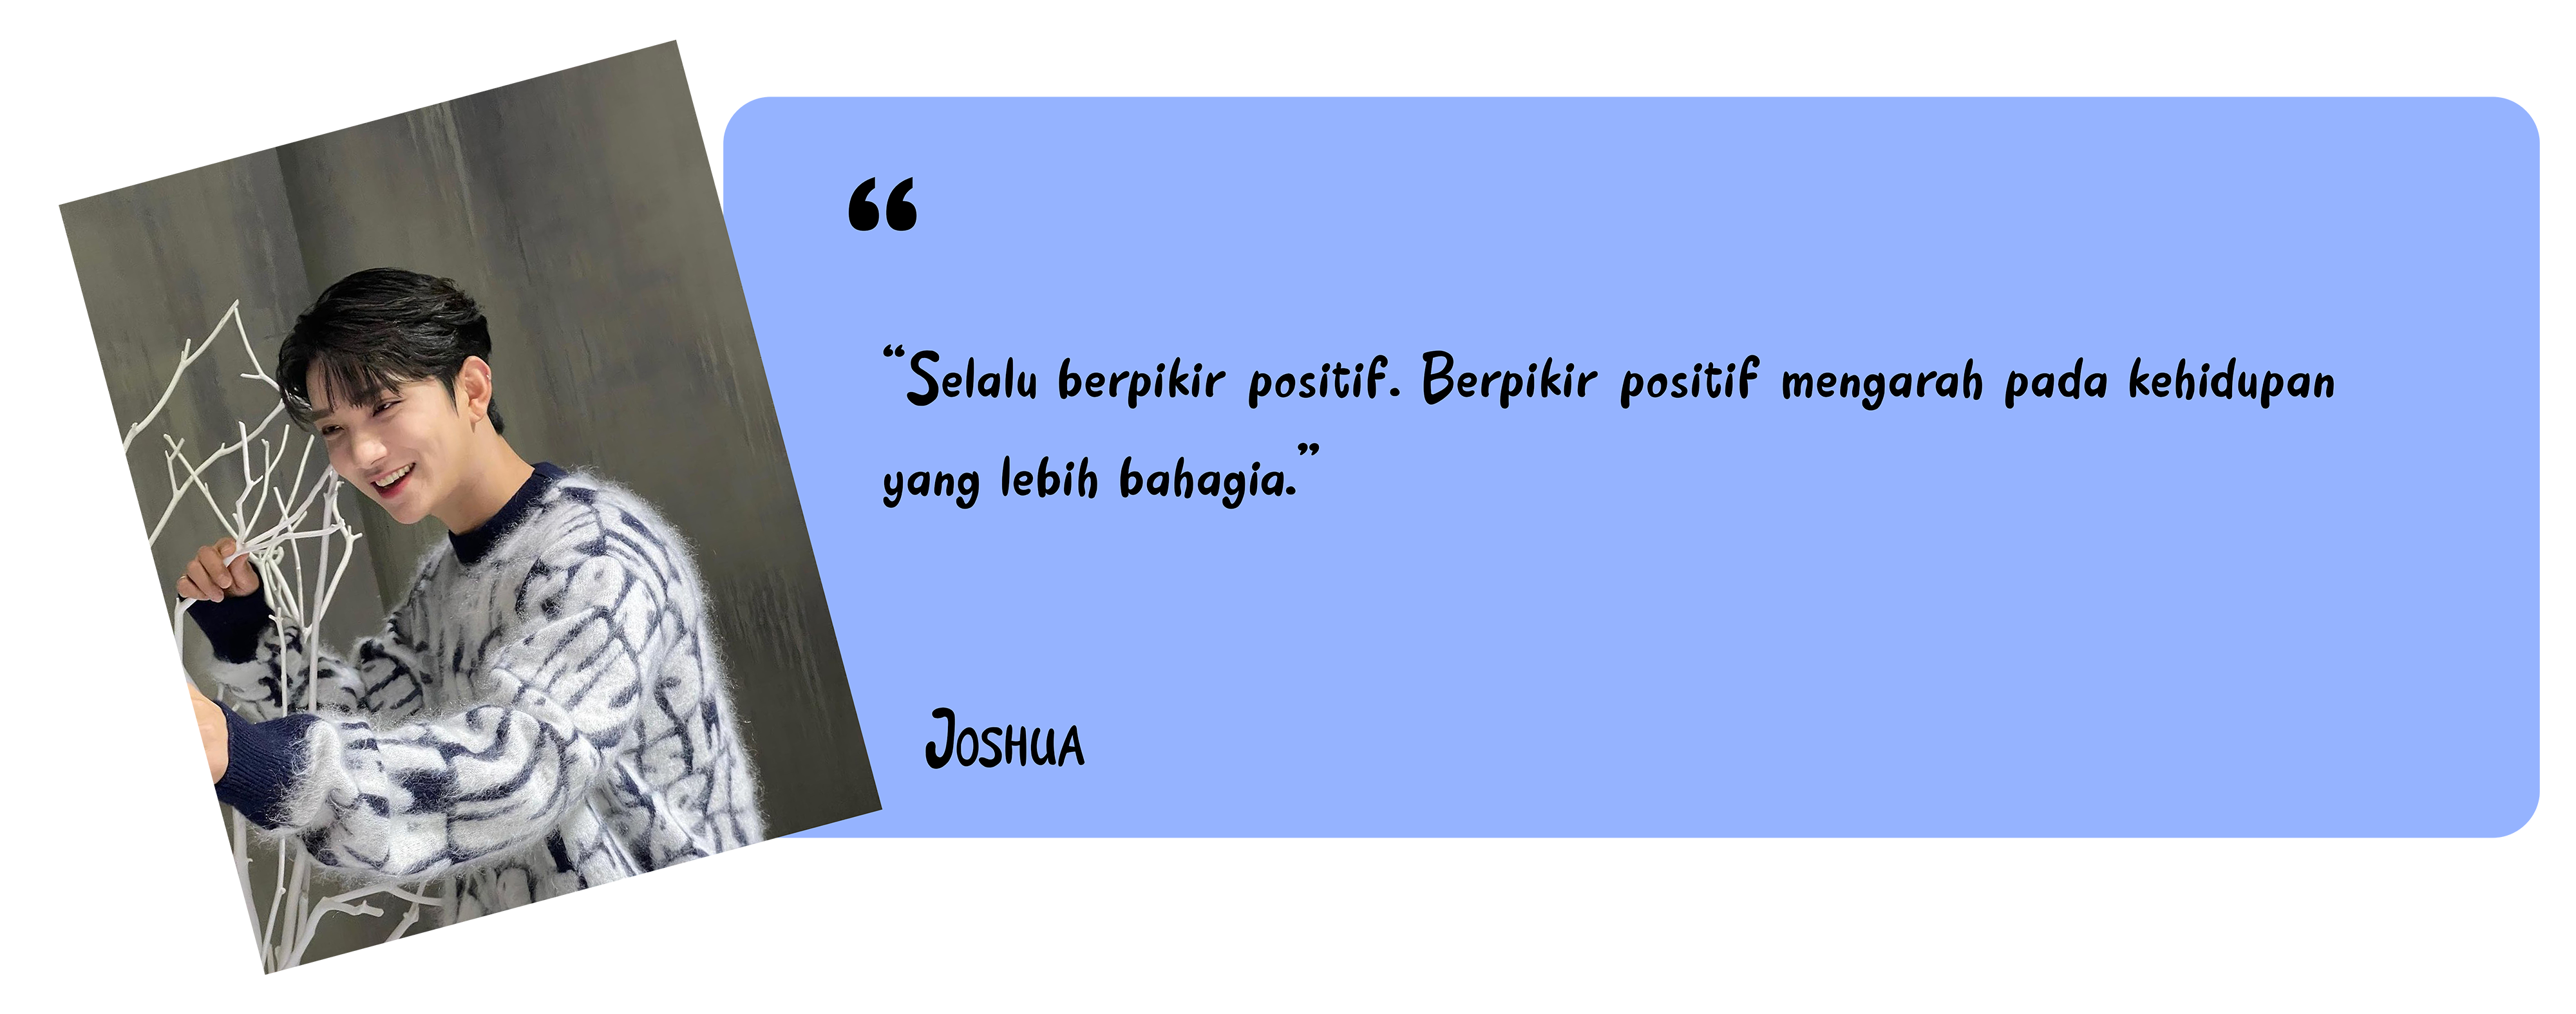 “
“Selalu berpikir positif. Berpikir positif mengarah pada kehidupan
yang lebih bahagia.”
Joshua